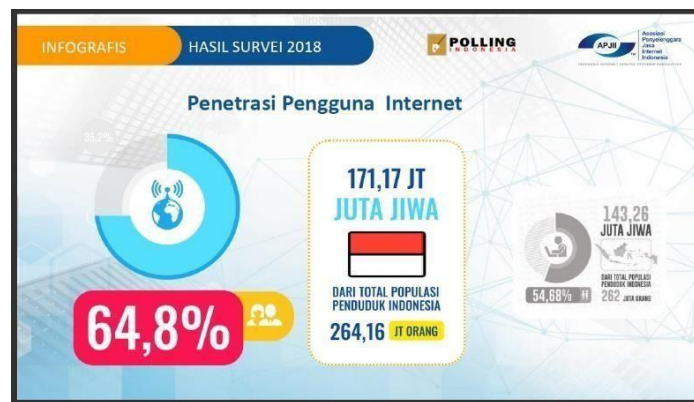 INFOGRAFIS
HASIL SURVEI 2018
POLLING
INDONESIA
APJII
Asosiasi
Penyelenggara
Jasa
Internet
Indonesia
Penetrasi Pengguna Internet
35,2%
64,8%
171,17 JT
JUTA JIWA
DARI TOTAL POPULASI
PENDUDUK INDONESIA
264,16 JT ORANG
143,26
JUTA JIWA
DARI TOTAL POPULASI
PENDUDUK INDONESIA
54,68%
262 JUTA ORANG